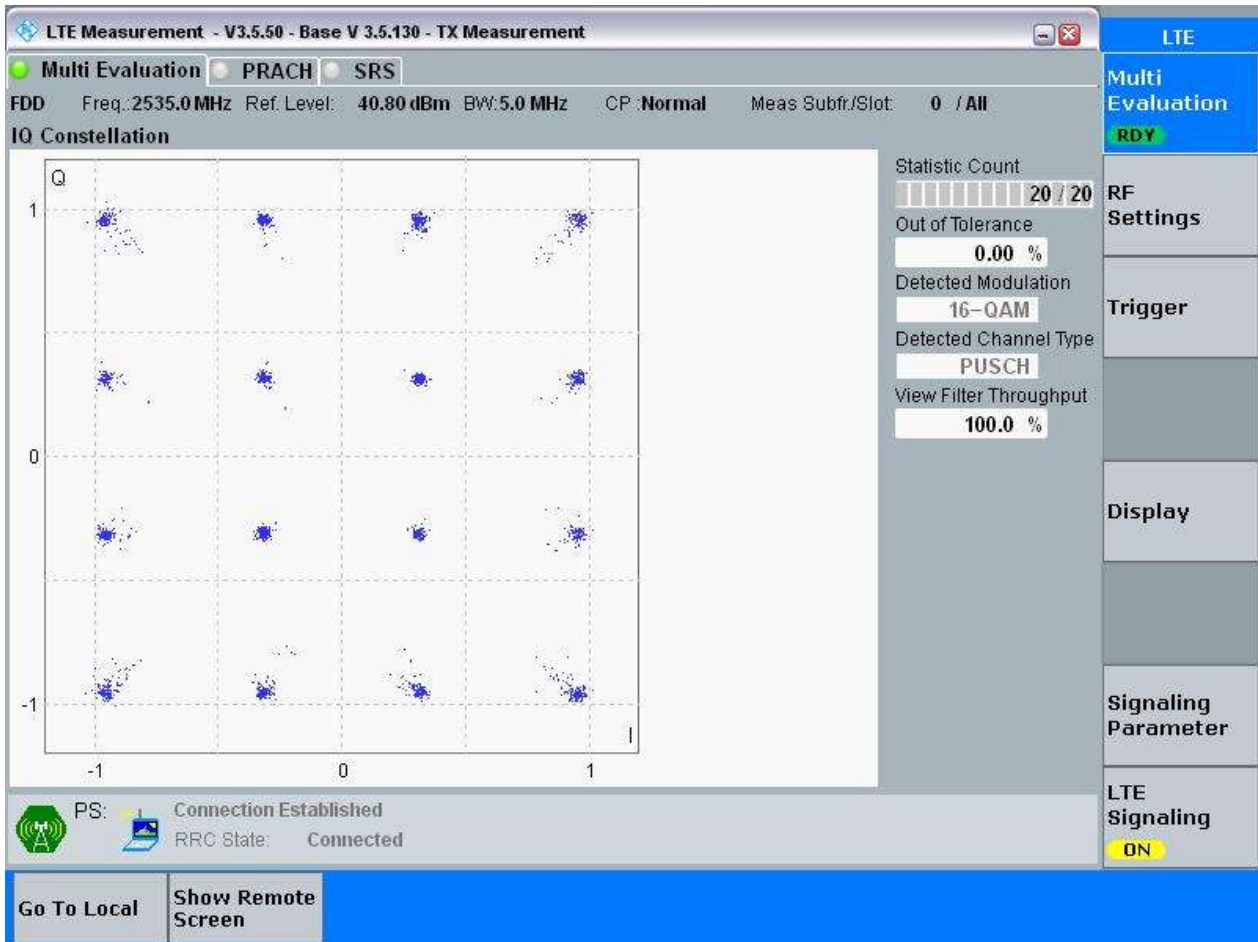 LTE Measurement - V3.5.50 - Base V 3.5.130 - TX Measurement
LTE
Multi Evaluation PRACH SRS
Multi
Evaluation
RDY
FDD Freq.:2535.0 MHz Ref. Level: 40.80 dBm BW:5.0 MHz CP :Normal Meas Subfr./Slot: 0 / All
IQ Constellation
Q
1
0
-1
-1 0 1
I
Statistic Count
20 / 20
Out of Tolerance
0.00 %
Detected Modulation
16-QAM
Detected Channel Type
PUSCH
View Filter Throughput
100.0 %
RF
Settings
Trigger
Display
Signaling
Parameter
LTE
Signaling
ON
PS: Connection Established
RRC State: Connected
Go To Local
Show Remote
Screen